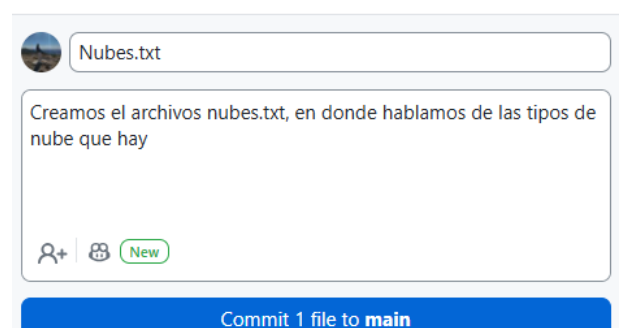 Nubes.txt
Creamos el archivos nubes.txt, en donde hablamos de las tipos de
nube que hay
New
Commit 1 file to main